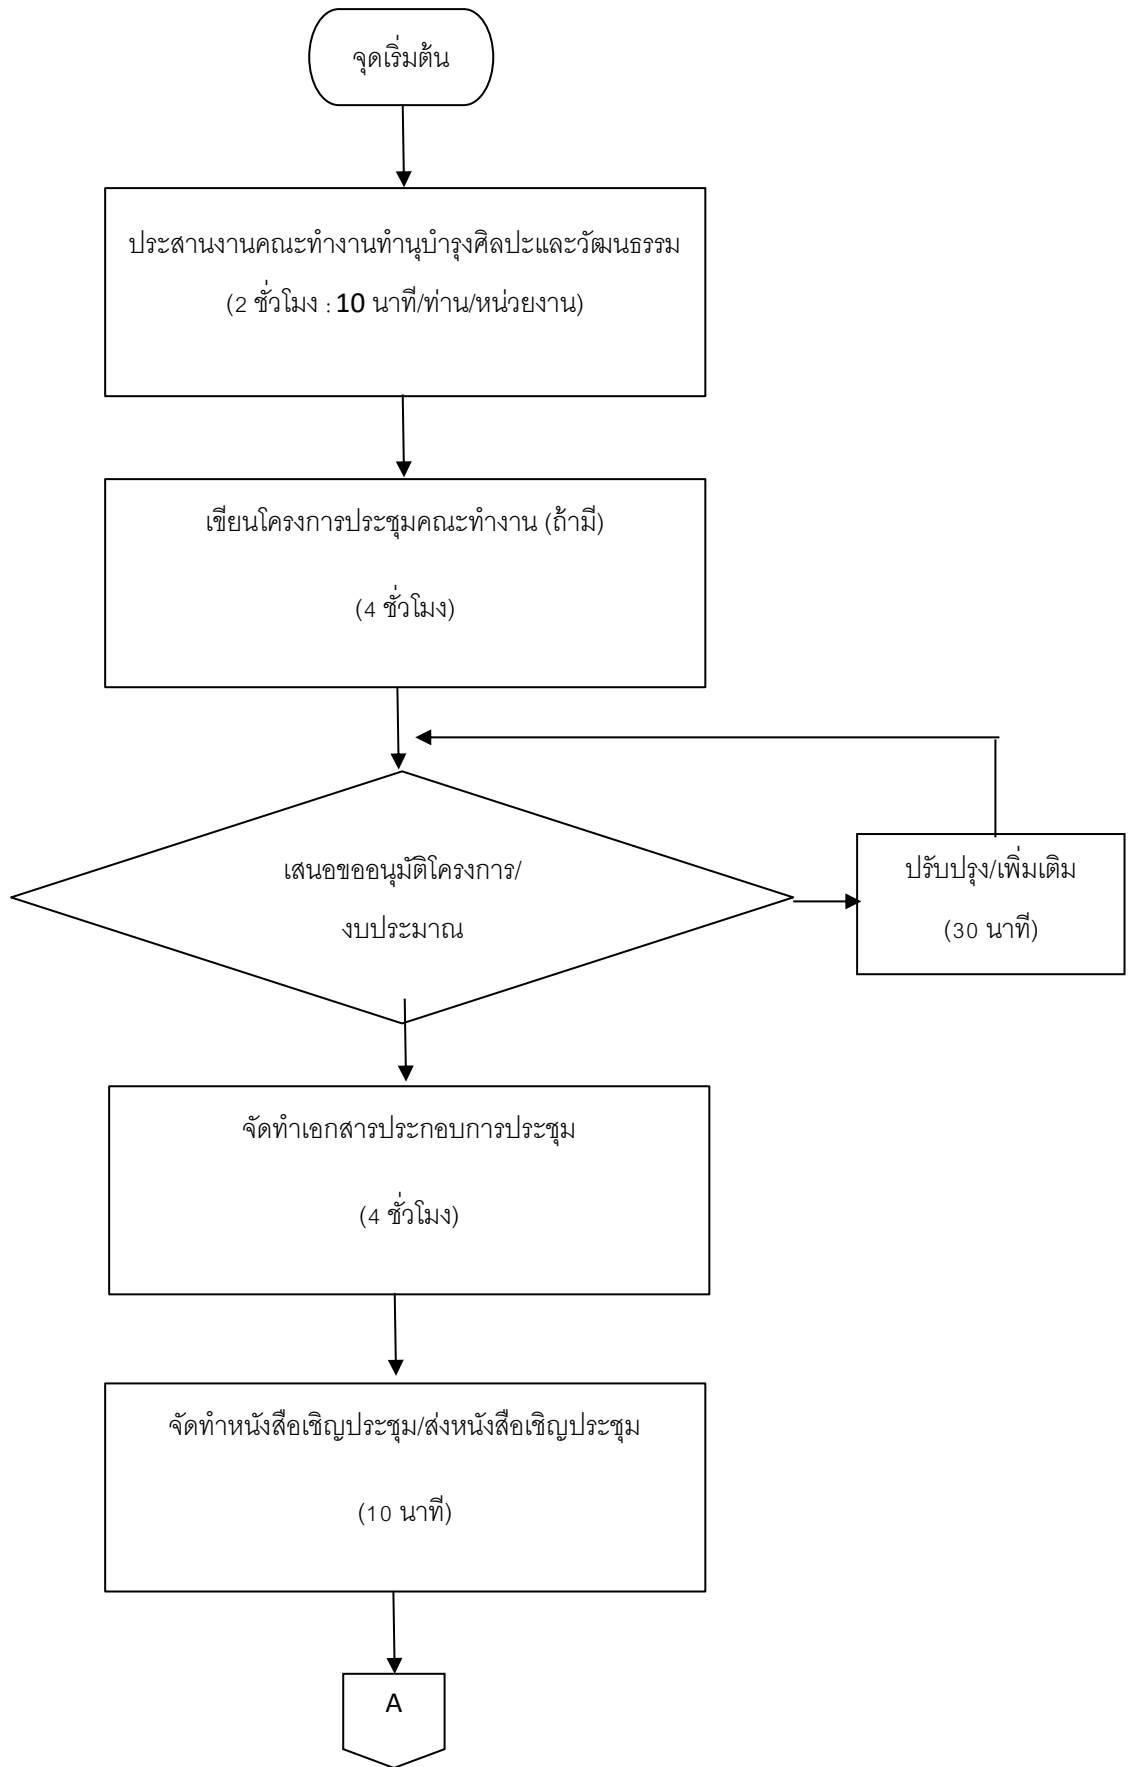 จุดเริ่มต้น
ประสานงานคณะทำงานทำนุบำรุงศิลปะและวัฒนธรรม
(2 ชั่วโมง : 10 นาที/ท่าน/หน่วยงาน)
เขียนโครงการประชุมคณะทำงาน (ถ้ามี)
(4 ชั่วโมง)
เสนอขออนุมัติโครงการ/
งบประมาณ
ปรับปรุง/เพิ่มเติม
(30 นาที)
จัดทำเอกสารประกอบการประชุม
(4 ชั่วโมง)
จัดทำหนังสือเชิญประชุม/ส่งหนังสือเชิญประชุม
(10 นาที)
A